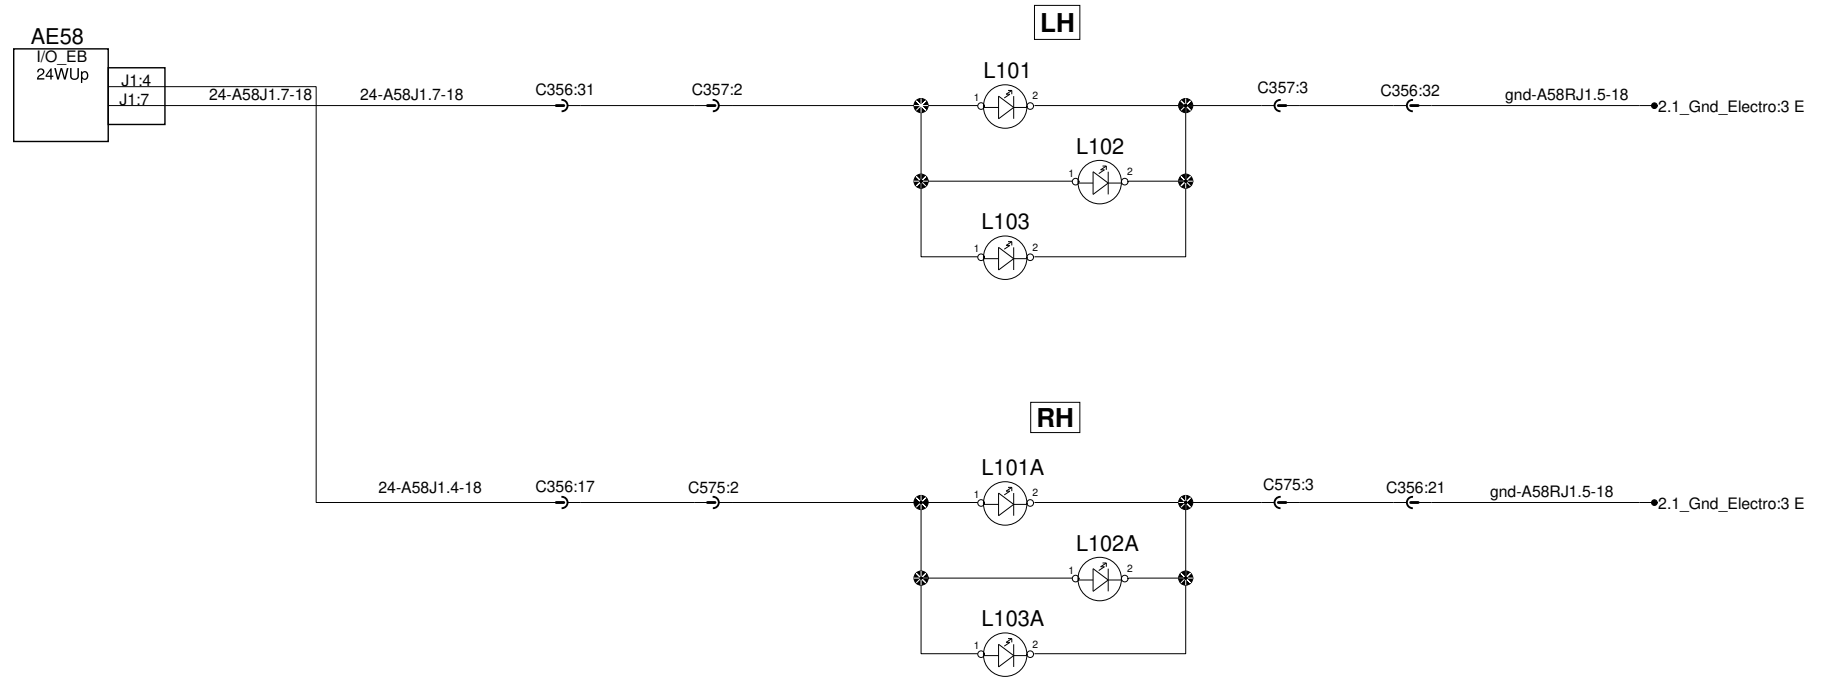 LH
AE58
I/O_EB
24WUp
J1:4
J1:7
24-A58J1.7-18
24-A58J1.7-18
C356:31
C357:2
L101
1
2
C357:3
C356:32
gnd-A58RJ1.5-18
2.1_Gnd_Electro:3 E
L102
1
2
L103
1
2
RH
24-A58J1.4-18
C356:17
C575:2
L101A
1
2
C575:3
C356:21
gnd-A58RJ1.5-18
2.1_Gnd_Electro:3 E
L102A
1
2
L103A
1
2